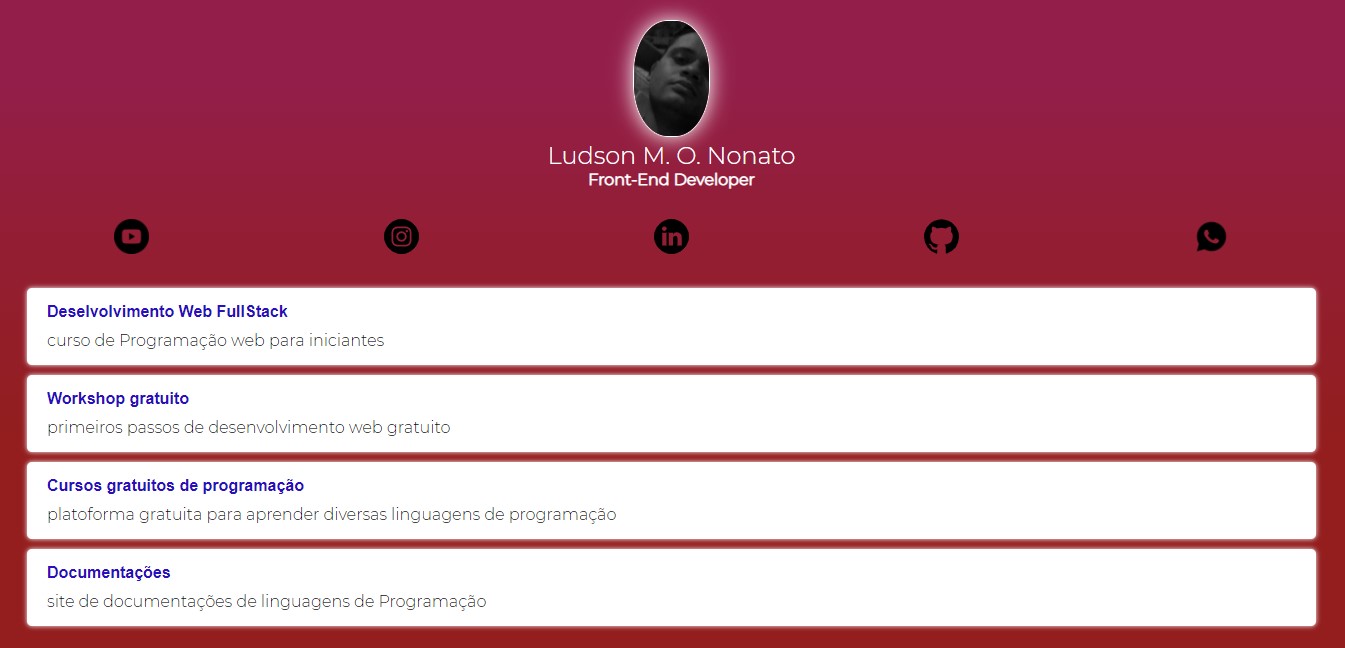 Ludson M. O. Nonato
Front-End Developer
in
Deselvolvimento Web FullStack
curso de Programação web para iniciantes
Workshop gratuito
primeiros passos de desenvolvimento web gratuito
Cursos gratuitos de programação
platoforma gratuita para aprender diversas linguagens de programação
Documentações
site de documentações de linguagens de Programação